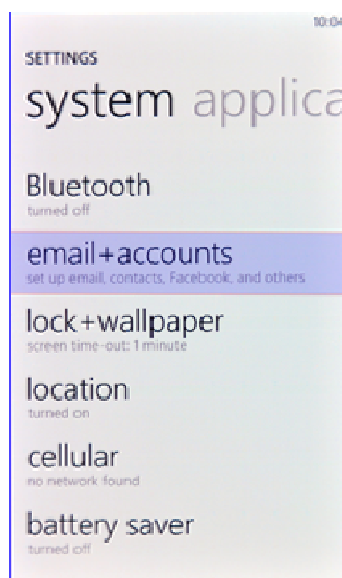 10:04
SETTINGS
system applica
Bluetooth
turned off
email+accounts
set up email, contacts, Facebook, and others
lock+wallpaper
screen time-out: 1 minute
location
turned on
cellular
no network found
battery saver
turned off